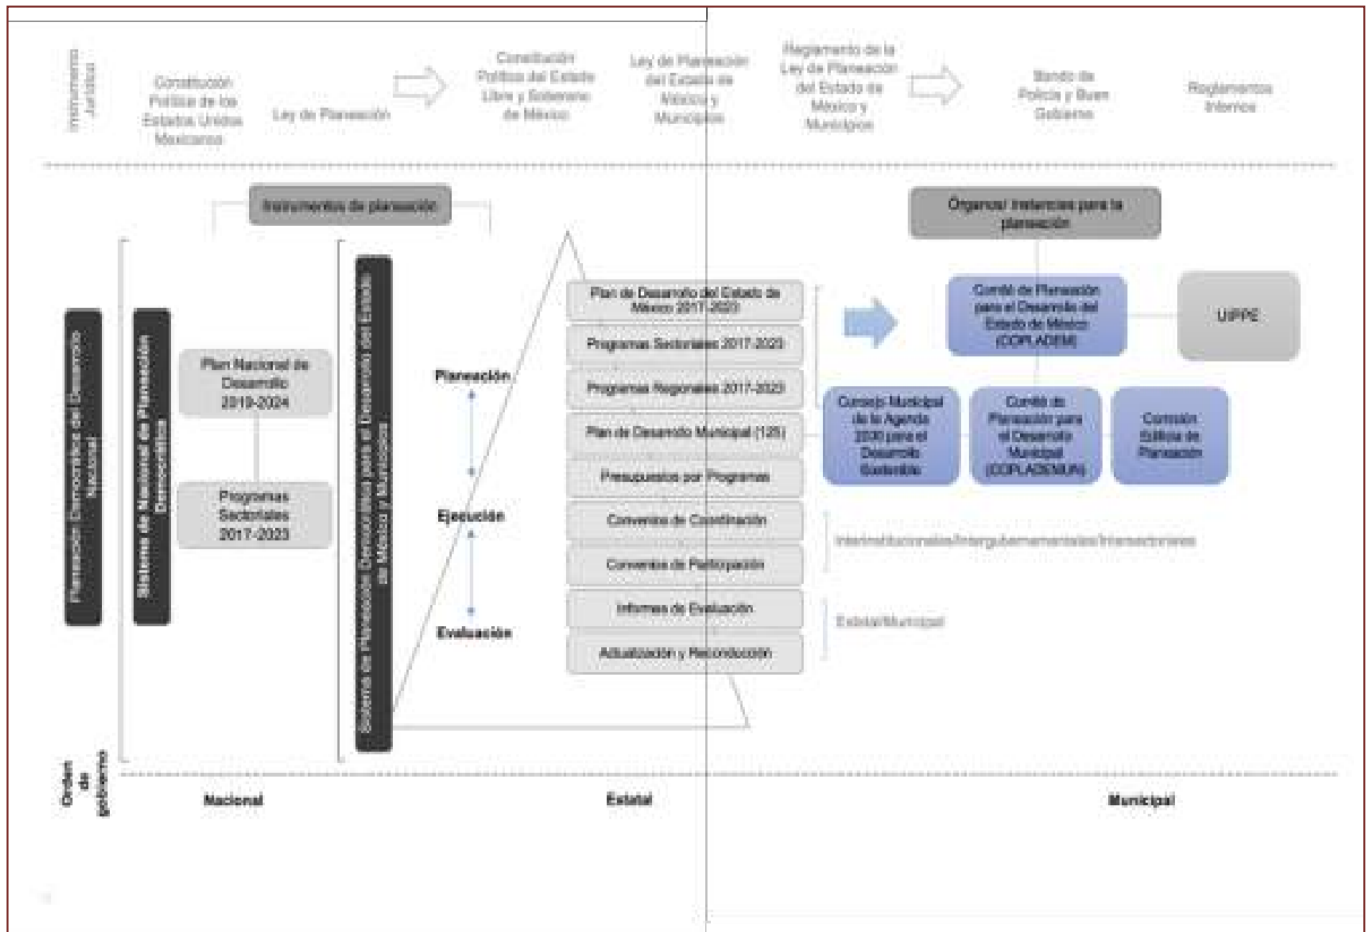 Instrumento
Jurídico
Constitución
Política de los
Estados Unidos
Mexicanos
Ley de Planeación
Constitución
Política del Estado
Libre y Soberano
de México
Ley de Planeación
del Estado de
México y
Municipios
Reglamento de la
Ley de Planeación
del Estado de
México y
Municipios
Bando de
Policía y Buen
Gobierno
Reglamentos
Internos
Instrumentos de planeación
Órganos/ Instancias para la
planeación
Planeación Democrática del Desarrollo
Nacional
Sistema de Nacional de Planeación
Democrática
Plan Nacional de
Desarrollo
2019-2024
Programas
Sectoriales
2017-2023
Sistema de Planeación Democrática para el Desarrollo del Estado
de México y Municipios
Planeación
Ejecución
Evaluación
Plan de Desarrollo del Estado de
México 2017-2023
Programas Sectoriales 2017-2023
Programas Regionales 2017-2023
Plan de Desarrollo Municipal (125)
Presupuestos por Programas
Convenios de Coordinación
Convenios de Participación
Informes de Evaluación
Actualización y Reconducción
Comité de Planeación
para el Desarrollo del
Estado de México
(COPLADEM)
UIPPE
Consejo Municipal
de la Agenda
2030 para el
Desarrollo
Sostenible
Comité de
Planeación para
el Desarrollo
Municipal
(COPLADEMUN)
Comisión
Edilicia de
Planeación
Interinstitucionales/Intergubernamentales/Intersectoriales
Estatal/Municipal
Orden
de
gobierno
Nacional
Estatal
Municipal